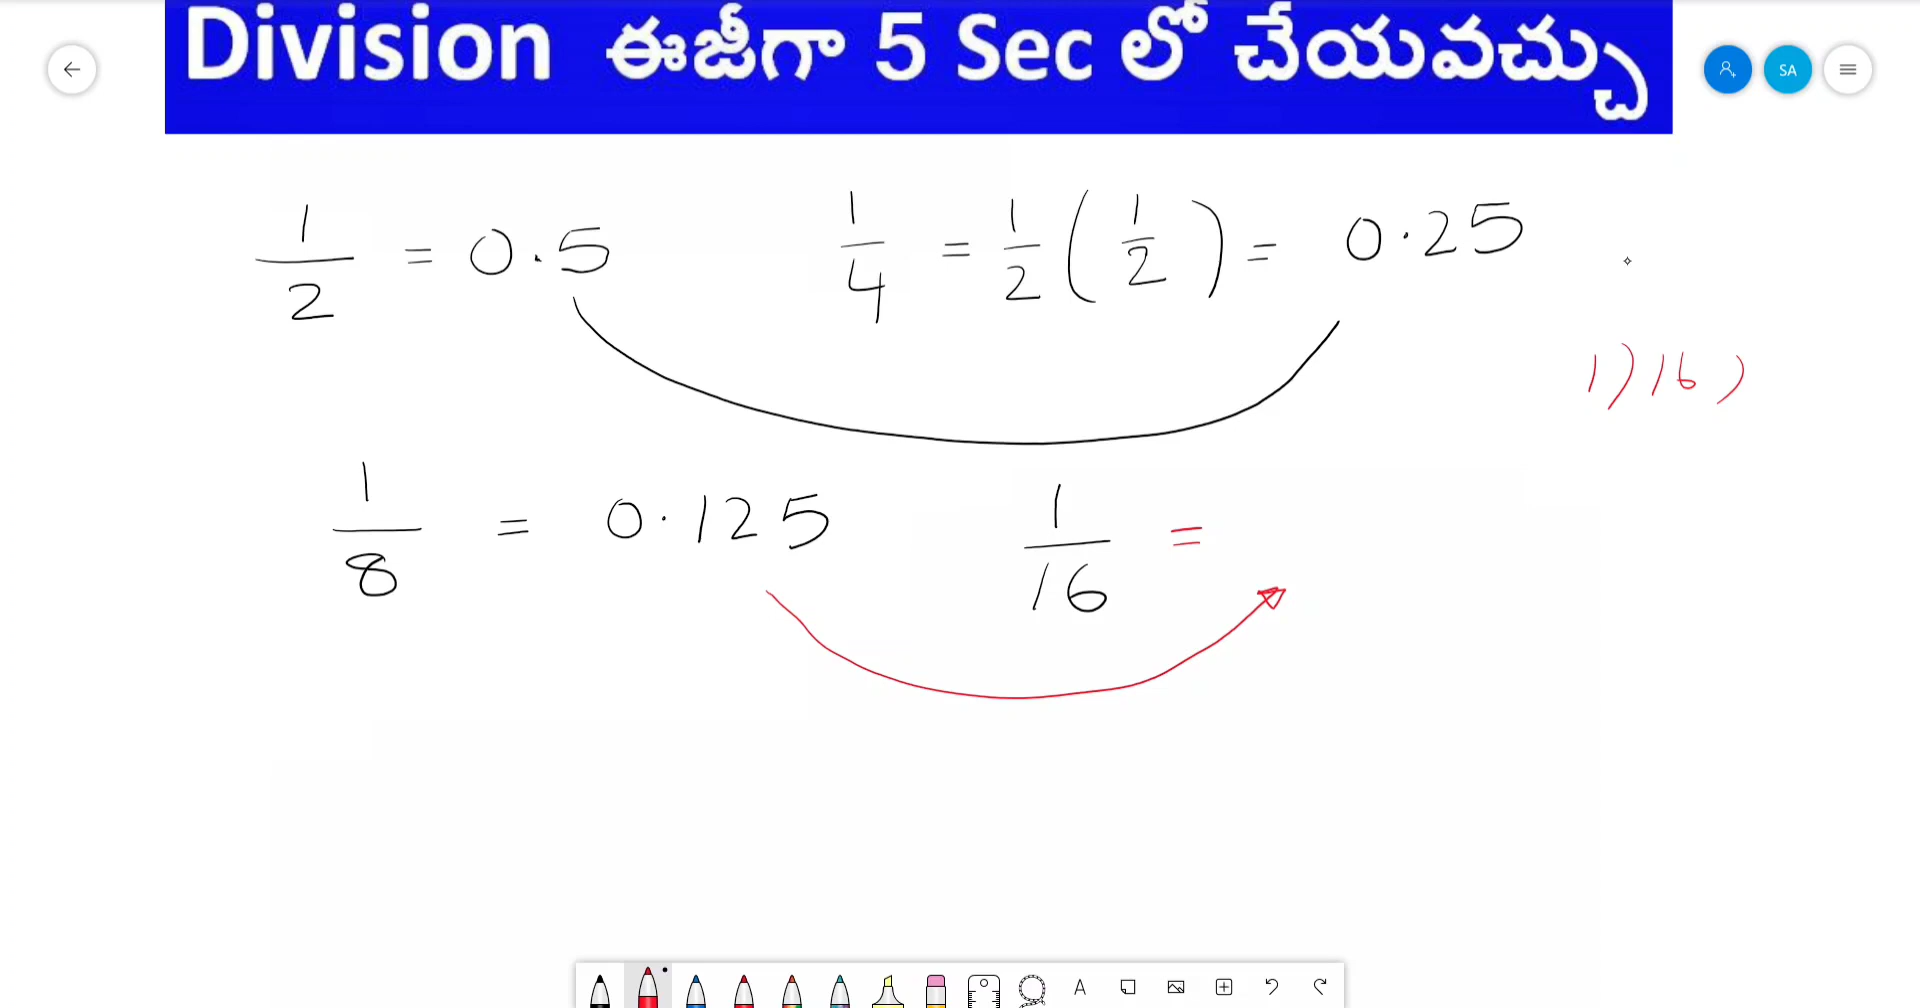 Division ఈజీగా 5 Sec లో చేయవచ్చు
SA
1/2 = 0.5
1/4 = 1/2 (1/2) = 0.25
1)16)
1/8 = 0.125
1/16 =
A